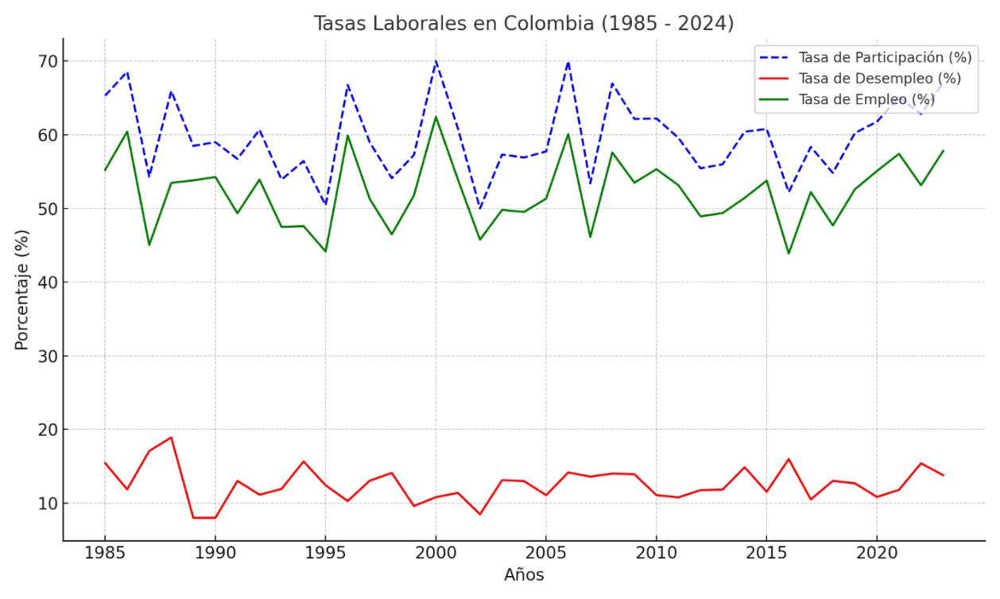 Tasas Laborales en Colombia (1985 - 2024)
Tasa de Participación (%)
Tasa de Desempleo (%)
Tasa de Empleo (%)
Porcentaje (%)
70
60
50
40
30
20
10
1985 1990 1995 2000 2005 2010 2015 2020
Años